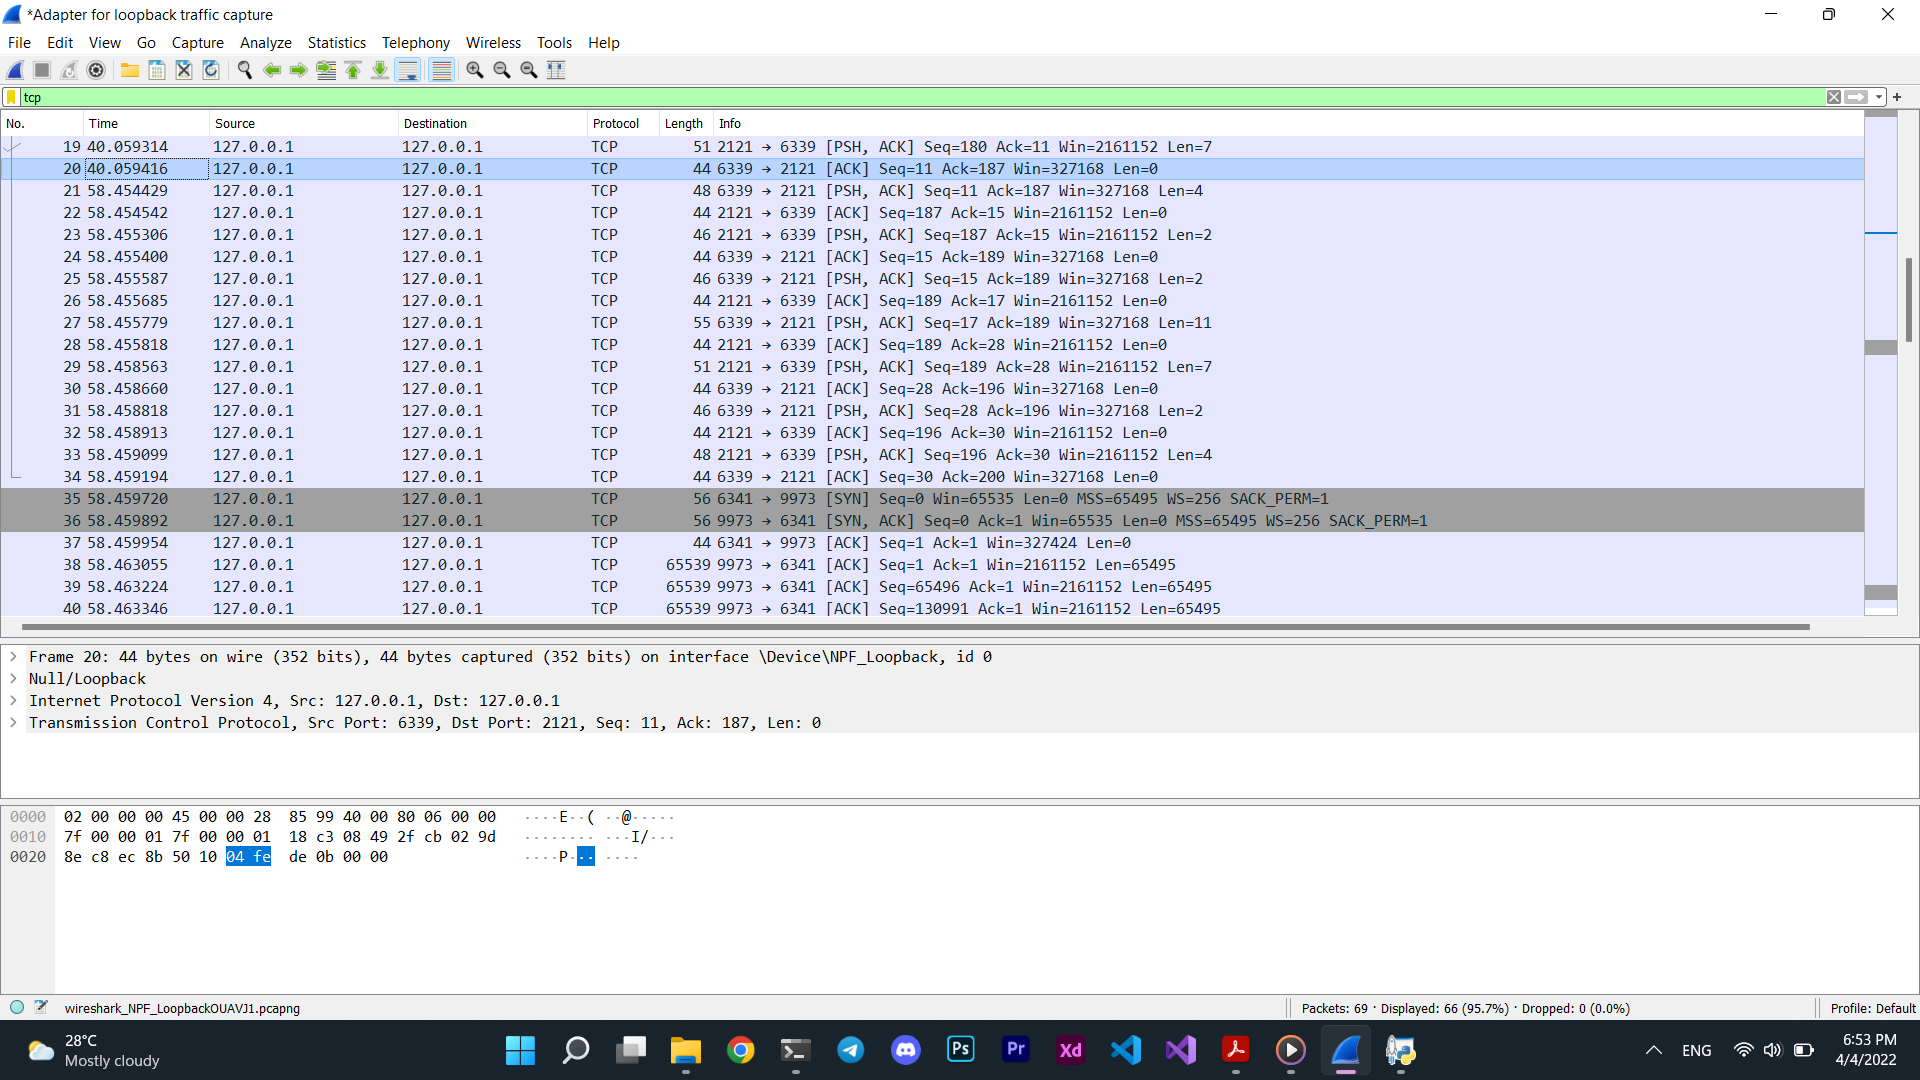 *Adapter for loopback traffic capture
File Edit View Go Capture Analyze Statistics Telephony Wireless Tools Help
tcp
No. Time Source Destination Protocol Length Info
19 40.059314 127.0.0.1 127.0.0.1 TCP 51 2121 → 6339 [PSH, ACK] Seq=180 Ack=11 Win=2161152 Len=7
20 40.059416 127.0.0.1 127.0.0.1 TCP 44 6339 → 2121 [ACK] Seq=11 Ack=187 Win=327168 Len=0
21 58.454429 127.0.0.1 127.0.0.1 TCP 48 6339 → 2121 [PSH, ACK] Seq=11 Ack=187 Win=327168 Len=4
22 58.454542 127.0.0.1 127.0.0.1 TCP 44 2121 → 6339 [ACK] Seq=187 Ack=15 Win=2161152 Len=0
23 58.455306 127.0.0.1 127.0.0.1 TCP 46 2121 → 6339 [PSH, ACK] Seq=187 Ack=15 Win=2161152 Len=2
24 58.455400 127.0.0.1 127.0.0.1 TCP 44 6339 → 2121 [ACK] Seq=15 Ack=189 Win=327168 Len=0
25 58.455587 127.0.0.1 127.0.0.1 TCP 46 6339 → 2121 [PSH, ACK] Seq=15 Ack=189 Win=327168 Len=2
26 58.455685 127.0.0.1 127.0.0.1 TCP 44 2121 → 6339 [ACK] Seq=189 Ack=17 Win=2161152 Len=0
27 58.455779 127.0.0.1 127.0.0.1 TCP 55 6339 → 2121 [PSH, ACK] Seq=17 Ack=189 Win=327168 Len=11
28 58.455818 127.0.0.1 127.0.0.1 TCP 44 2121 → 6339 [ACK] Seq=189 Ack=28 Win=2161152 Len=0
29 58.458563 127.0.0.1 127.0.0.1 TCP 51 2121 → 6339 [PSH, ACK] Seq=189 Ack=28 Win=2161152 Len=7
30 58.458660 127.0.0.1 127.0.0.1 TCP 44 6339 → 2121 [ACK] Seq=28 Ack=196 Win=327168 Len=0
31 58.458818 127.0.0.1 127.0.0.1 TCP 46 6339 → 2121 [PSH, ACK] Seq=28 Ack=196 Win=327168 Len=2
32 58.458913 127.0.0.1 127.0.0.1 TCP 44 2121 → 6339 [ACK] Seq=196 Ack=30 Win=2161152 Len=0
33 58.459099 127.0.0.1 127.0.0.1 TCP 48 2121 → 6339 [PSH, ACK] Seq=196 Ack=30 Win=2161152 Len=4
34 58.459194 127.0.0.1 127.0.0.1 TCP 44 6339 → 2121 [ACK] Seq=30 Ack=200 Win=327168 Len=0
35 58.459720 127.0.0.1 127.0.0.1 TCP 56 6341 → 9973 [SYN] Seq=0 Win=65535 Len=0 MSS=65495 WS=256 SACK_PERM=1
36 58.459892 127.0.0.1 127.0.0.1 TCP 56 9973 → 6341 [SYN, ACK] Seq=0 Ack=1 Win=65535 Len=0 MSS=65495 WS=256 SACK_PERM=1
37 58.459954 127.0.0.1 127.0.0.1 TCP 44 6341 → 9973 [ACK] Seq=1 Ack=1 Win=327424 Len=0
38 58.463055 127.0.0.1 127.0.0.1 TCP 65539 9973 → 6341 [ACK] Seq=1 Ack=1 Win=2161152 Len=65495
39 58.463224 127.0.0.1 127.0.0.1 TCP 65539 9973 → 6341 [ACK] Seq=65496 Ack=1 Win=2161152 Len=65495
40 58.463346 127.0.0.1 127.0.0.1 TCP 65539 9973 → 6341 [ACK] Seq=130991 Ack=1 Win=2161152 Len=65495
Frame 20: 44 bytes on wire (352 bits), 44 bytes captured (352 bits) on interface \Device\NPF_Loopback, id 0
Null/Loopback
Internet Protocol Version 4, Src: 127.0.0.1, Dst: 127.0.0.1
Transmission Control Protocol, Src Port: 6339, Dst Port: 2121, Seq: 11, Ack: 187, Len: 0
0000 02 00 00 00 45 00 00 28 85 99 40 00 80 06 00 00 ····E··( ··@·····
0010 7f 00 00 01 7f 00 00 01 18 c3 08 49 2f cb 02 9d ········ ···I/···
0020 8e c8 ec 8b 50 10 04 fe de 0b 00 00 ····P··· ····
wireshark_NPF_LoopbackOUAVJ1.pcapng Packets: 69 · Displayed: 66 (95.7%) · Dropped: 0 (0.0%) Profile: Default
28°C
Mostly cloudy
Ps Pr Xd
ENG
6:53 PM
4/4/2022